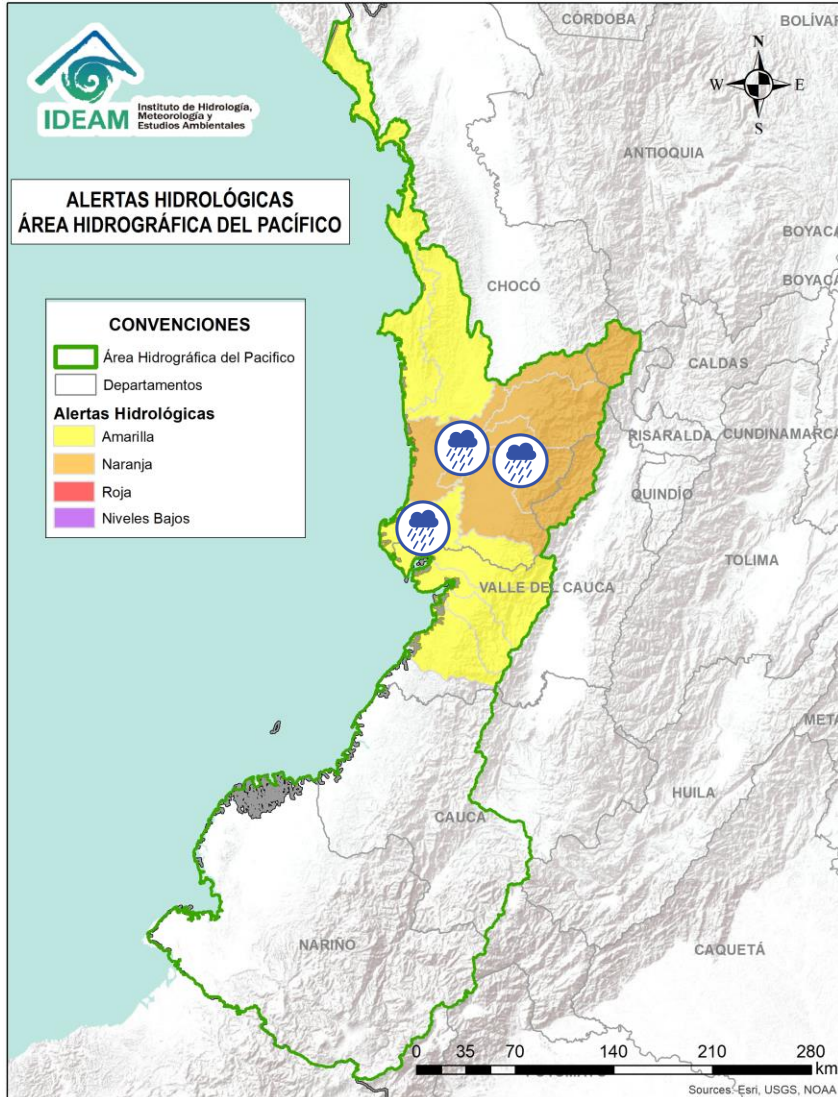 CÓRDOBA
BOLÍVAR
N
W
E
S
IDEAM
Instituto de Hidrología,
Meteorología y
Estudios Ambientales
ANTIOQUIA
ALERTAS HIDROLÓGICAS
ÁREA HIDROGRÁFICA DEL PACÍFICO
BOYACÁ
BOYACÁ
CHOCÓ
CONVENCIONES
Área Hidrográfica del Pacifico
Departamentos
Alertas Hidrológicas
Amarilla
Naranja
Roja
Niveles Bajos
CALDAS
RISARALDA
CUNDINAMARCA
QUINDÍO
TOLIMA
VALLE DEL CAUCA
META
HUILA
CAUCA
NARIÑO
CAQUETÁ
0 35 70 140 210 280
km
Sources: Esri, USGS, NOAA